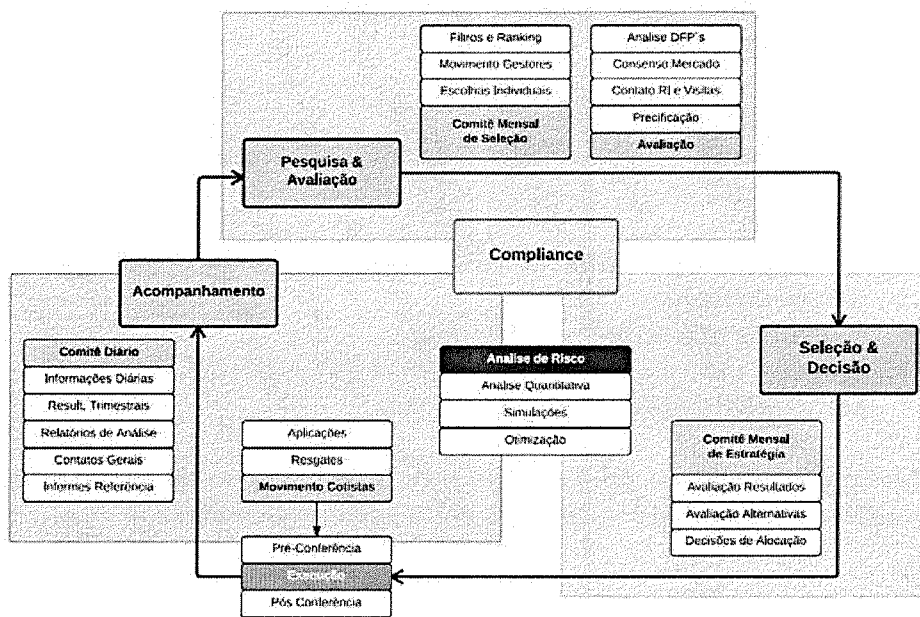 Filtros e Ranking
Movimento Gestores
Escolhas Individuais
Comitê Mensal
de Seleção
Analise DFP´s
Consenso Mercado
Contato RI e Visitas
Precificação
Avaliação
Pesquisa &
Avaliação
Compliance
Acompanhamento
Seleção &
Decisão
Comitê Diário
Informações Diárias
Result. Trimestrais
Relatórios de Análise
Contatos Gerais
Informes Referência
Analise de Risco
Analise Quantitativa
Simulações
Otimização
Aplicações
Resgates
Movimento Cotistas
Comitê Mensal
de Estratégia
Avaliação Resultados
Avaliação Alternativas
Decisões de Alocação
Pre-Conferência
Execução
Pós Conferência